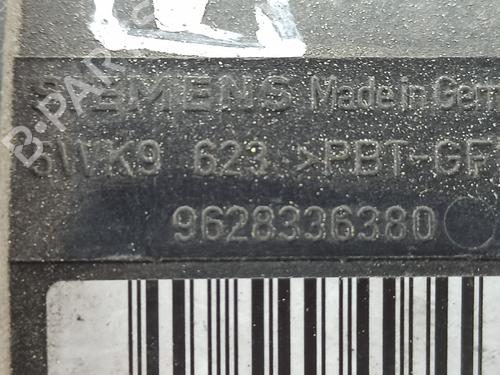 SIEMENS Made in Germ
5WK9 623 >PBT-GF
9628336380
B-PARTS